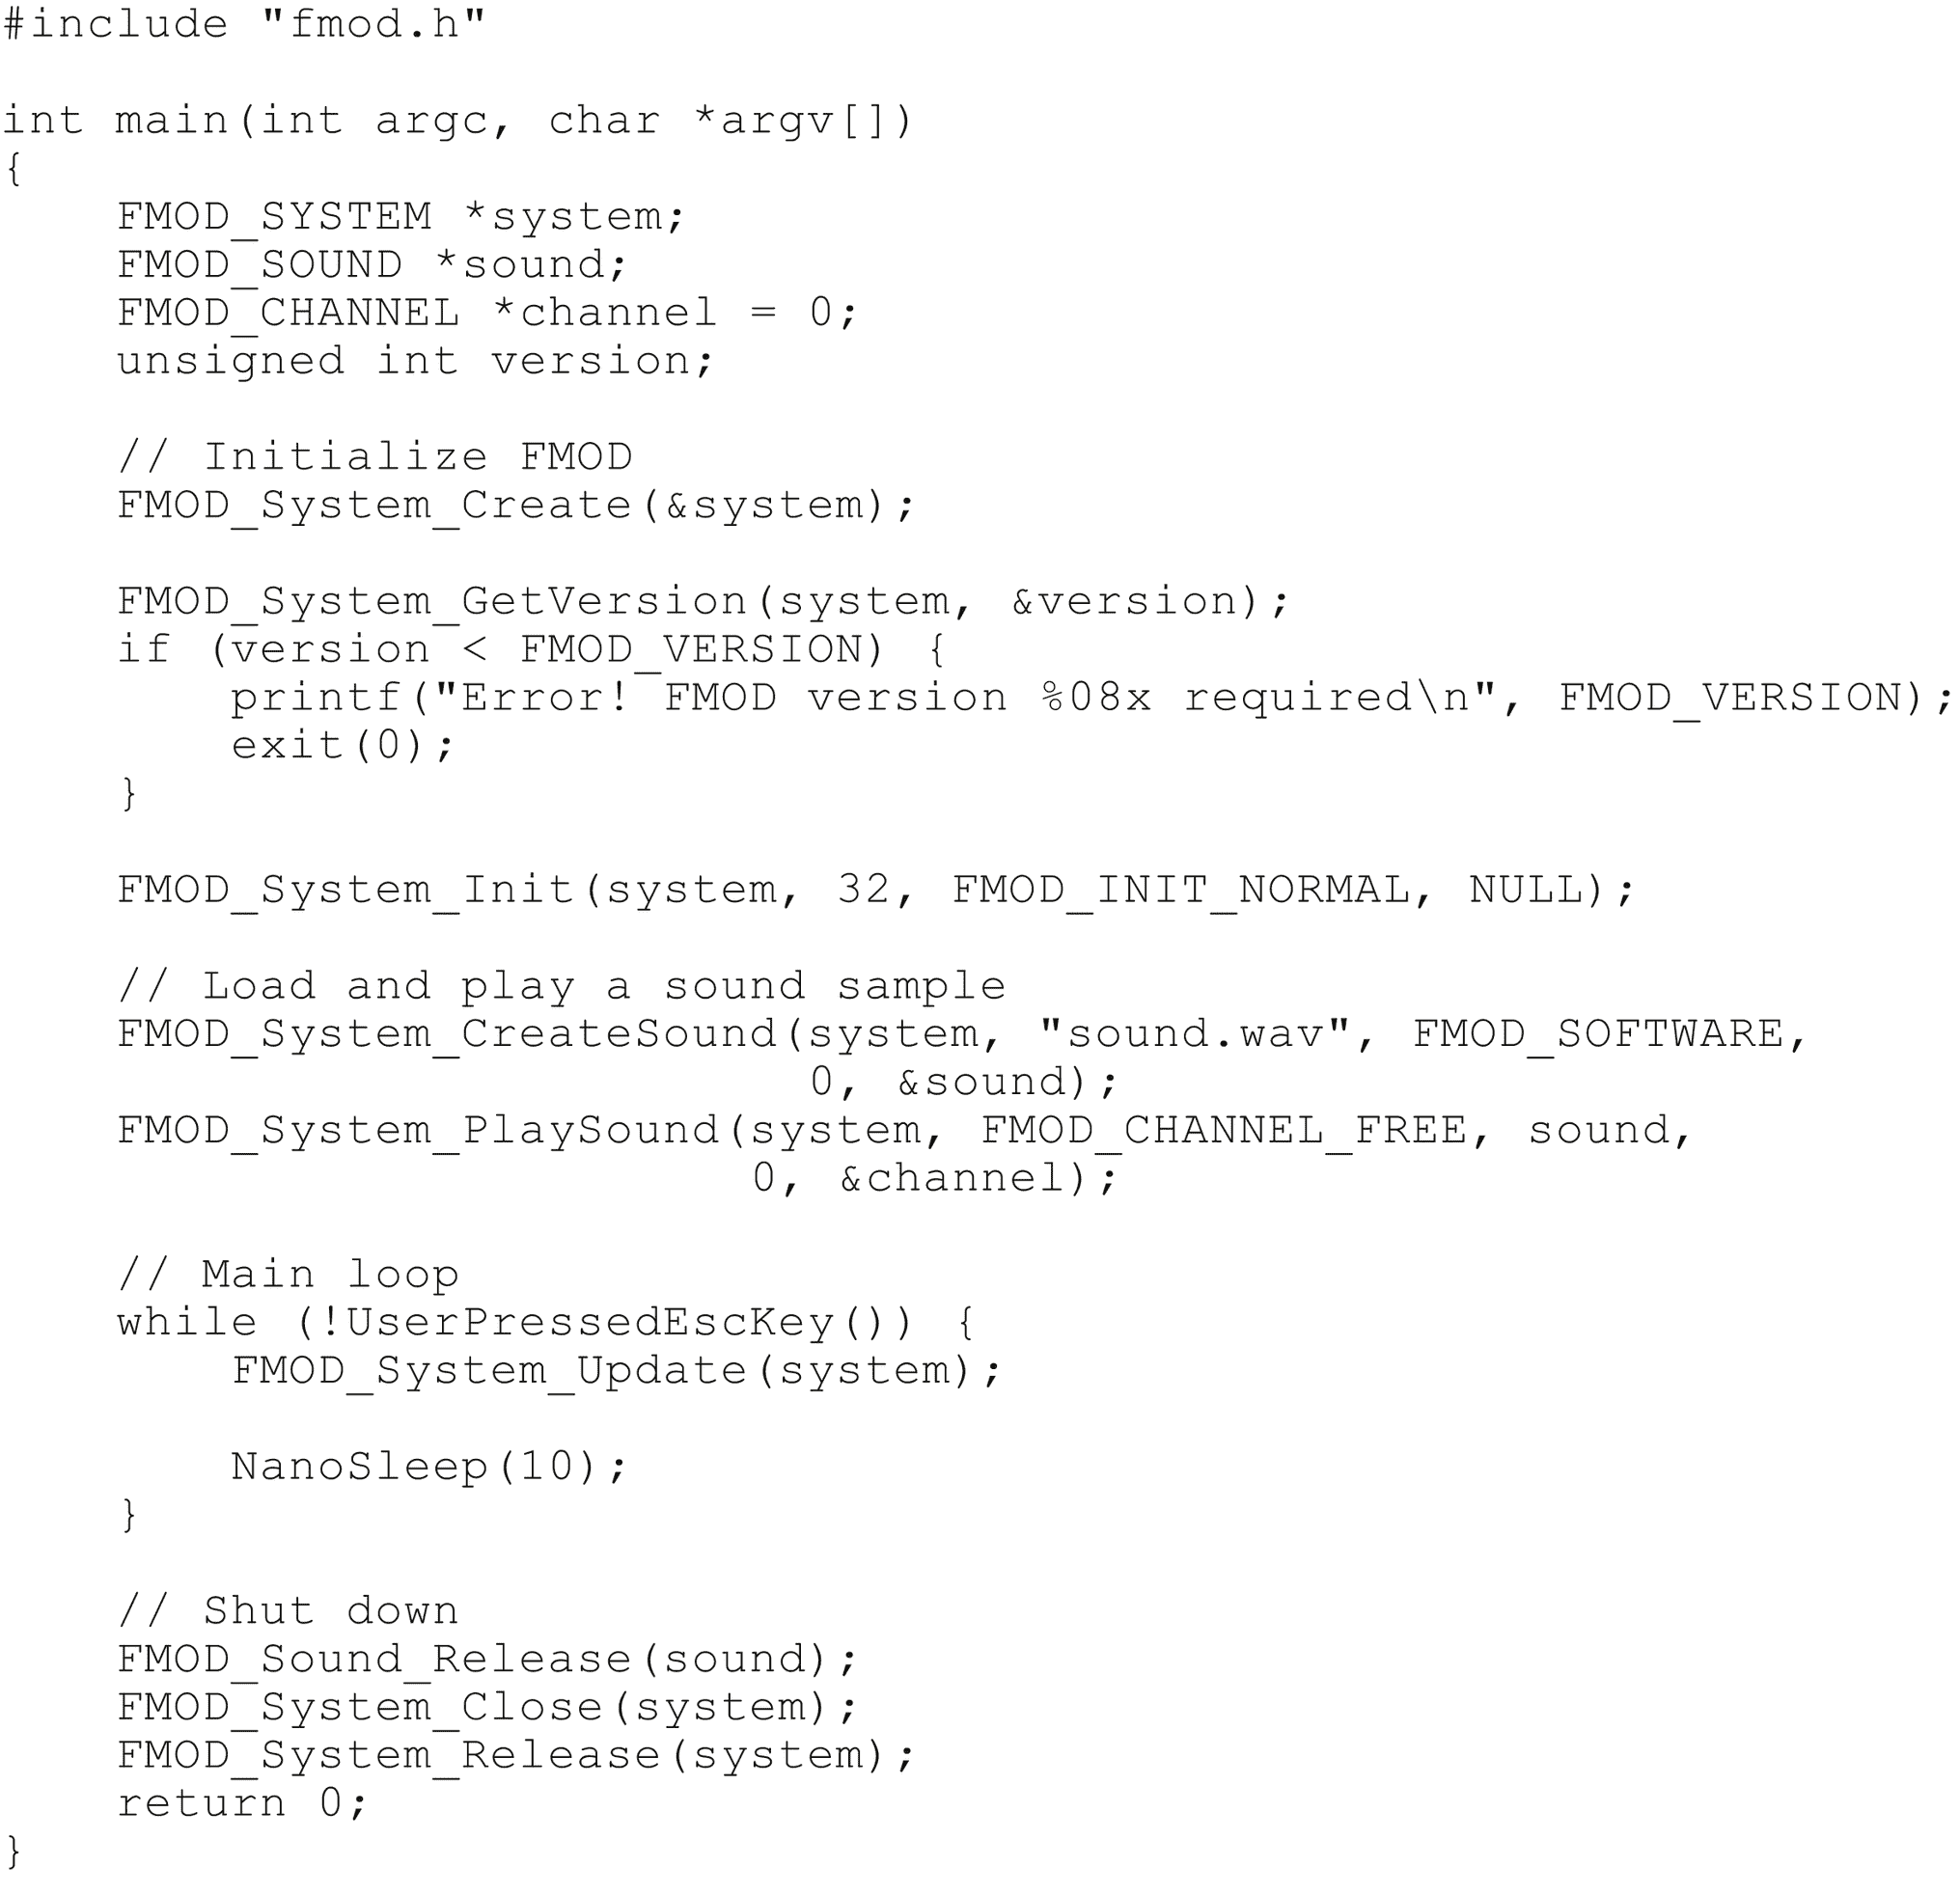 #include "fmod.h"

int main(int argc, char *argv[])
{
    FMOD_SYSTEM *system;
    FMOD_SOUND *sound;
    FMOD_CHANNEL *channel = 0;
    unsigned int version;

    // Initialize FMOD
    FMOD_System_Create(&system);

    FMOD_System_GetVersion(system, &version);
    if (version < FMOD_VERSION) {
        printf("Error! FMOD version %08x required\n", FMOD_VERSION);
        exit(0);
    }

    FMOD_System_Init(system, 32, FMOD_INIT_NORMAL, NULL);

    // Load and play a sound sample
    FMOD_System_CreateSound(system, "sound.wav", FMOD_SOFTWARE,
                            0, &sound);
    FMOD_System_PlaySound(system, FMOD_CHANNEL_FREE, sound,
                          0, &channel);

    // Main loop
    while (!UserPressedEscKey()) {
        FMOD_System_Update(system);

        NanoSleep(10);
    }

    // Shut down
    FMOD_Sound_Release(sound);
    FMOD_System_Close(system);
    FMOD_System_Release(system);
    return 0;
}